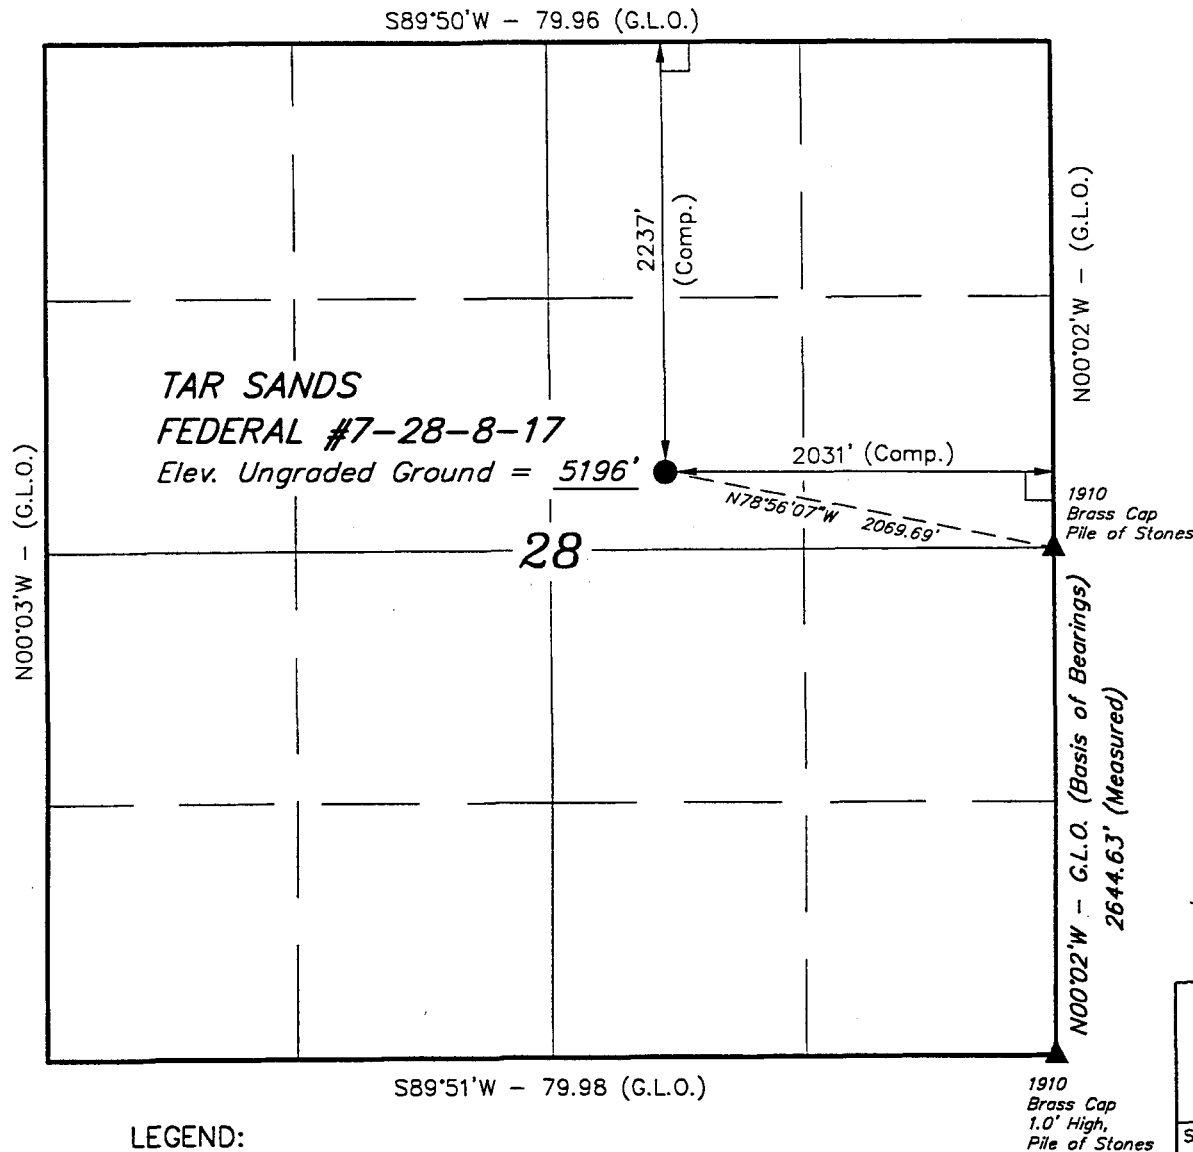 S89°50'W – 79.96 (G.L.O.)
N00°02'W – (G.L.O.)
2237'
(Comp.)
TAR SANDS
FEDERAL #7-28-8-17
Elev. Ungraded Ground = 5196'
2031' (Comp.)
N78°56'07"W 2069.69'
1910
Brass Cap
Pile of Stones
N00°03'W – (G.L.O.)
28
N00°02'W – G.L.O. (Basis of Bearings)
2644.63' (Measured)
S89°51'W – 79.98 (G.L.O.)
1910
Brass Cap
1.0' High,
Pile of Stones
LEGEND:
S